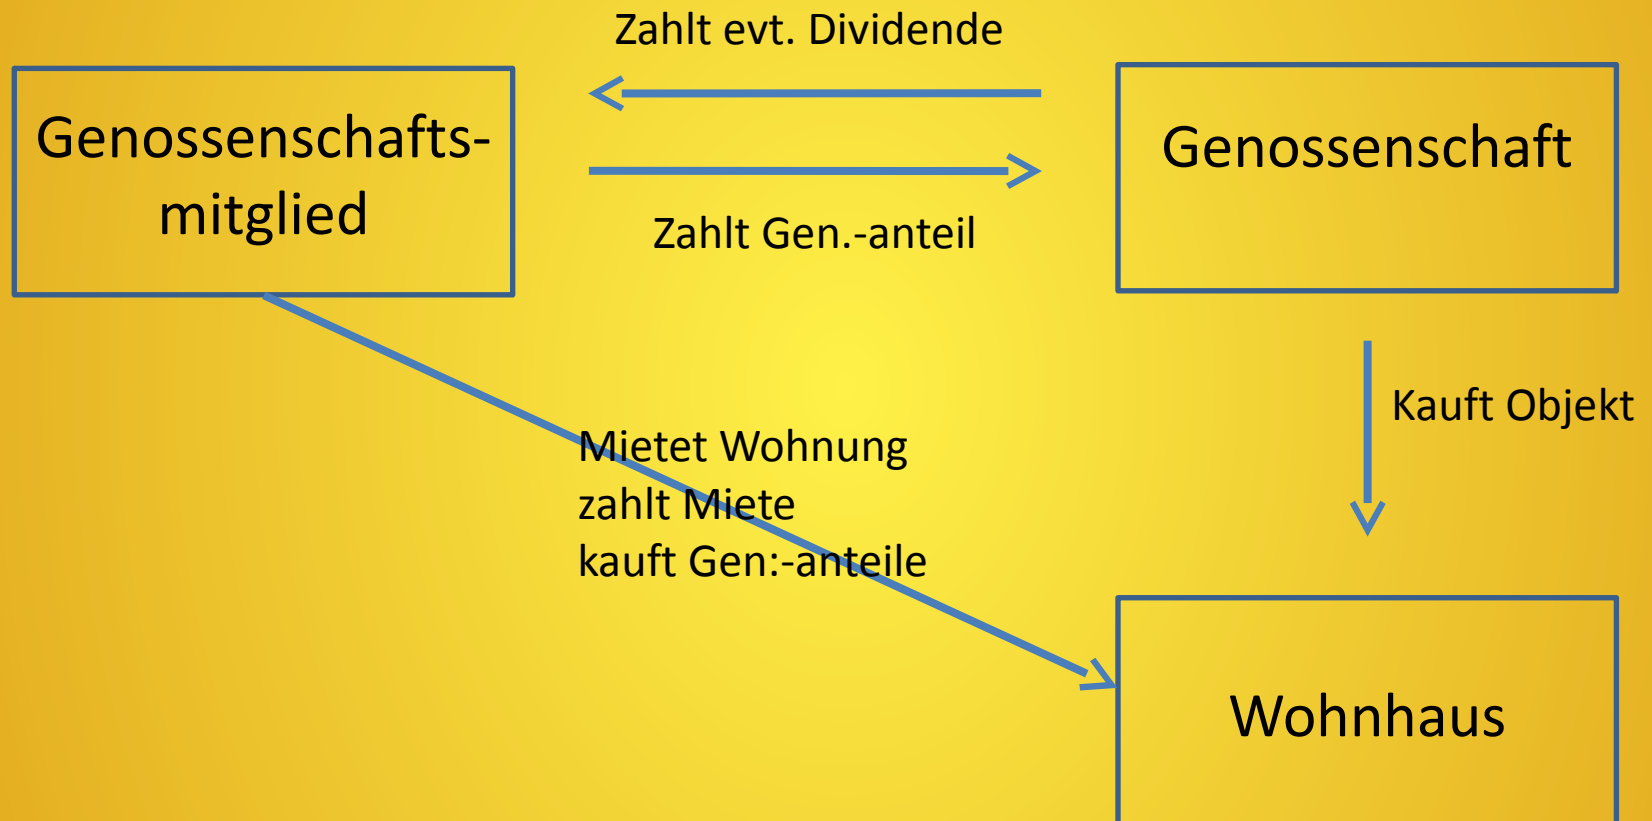 Zahlt evt. Dividende
Genossenschafts-
mitglied
Genossenschaft
Zahlt Gen.-anteil
Kauft Objekt
Mietet Wohnung
zahlt Miete
kauft Gen:-anteile
Wohnhaus